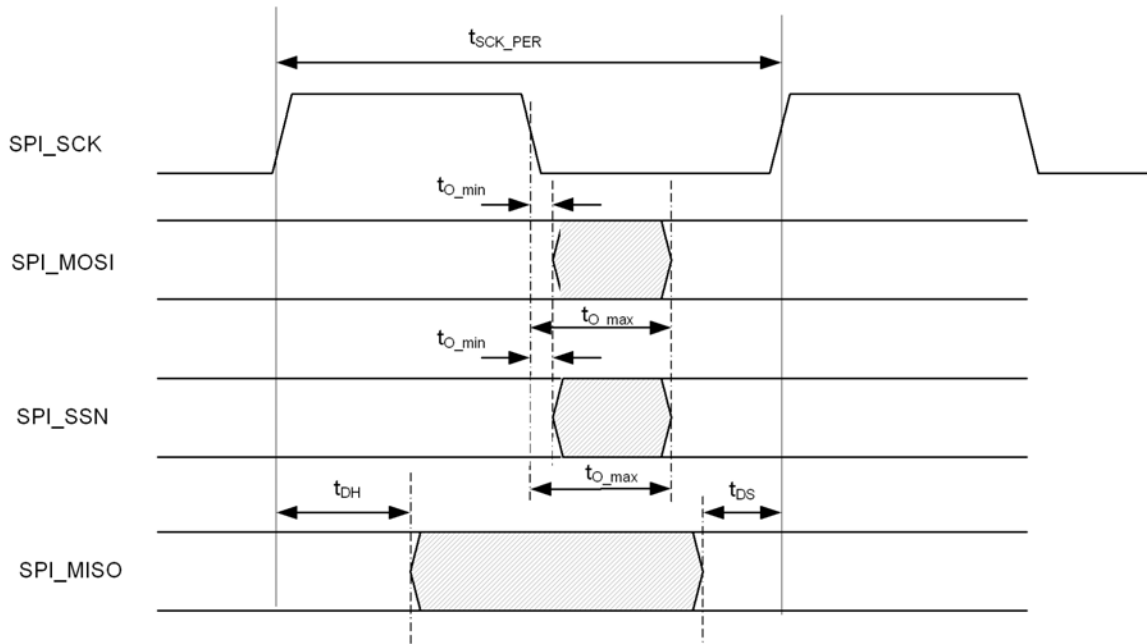 tSCK_PER
SPI_SCK
tO_min
SPI_MOSI
tO_max
tO_min
SPI_SSN
tO_max
tDH
tDS
SPI_MISO